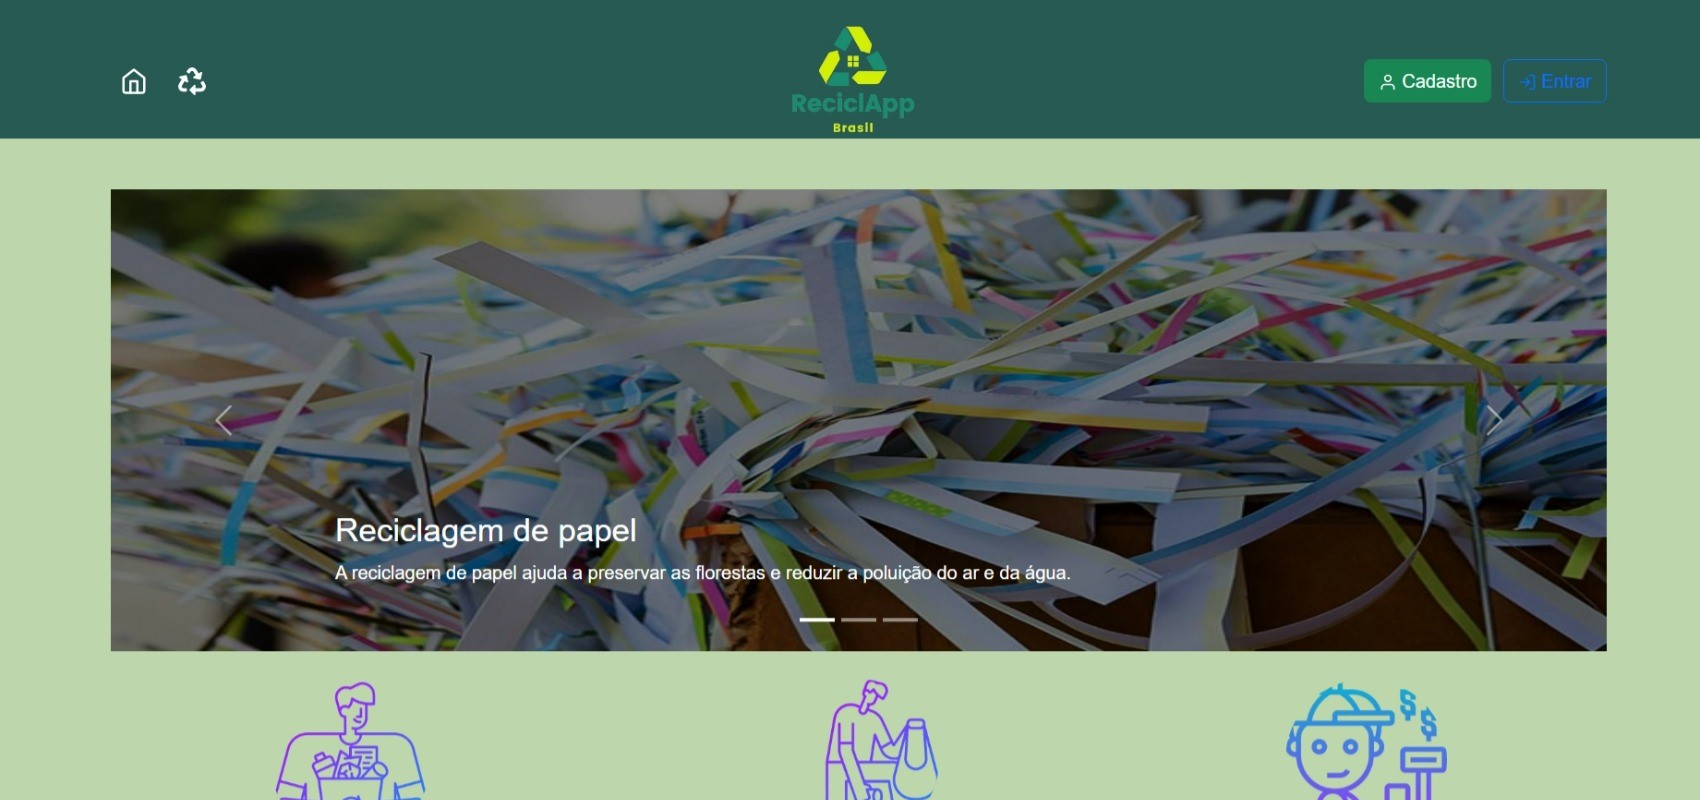 ReciclApp
Brasil
Cadastro
Entrar
Reciclagem de papel
A reciclagem de papel ajuda a preservar as florestas e reduzir a poluição do ar e da água.
$
$